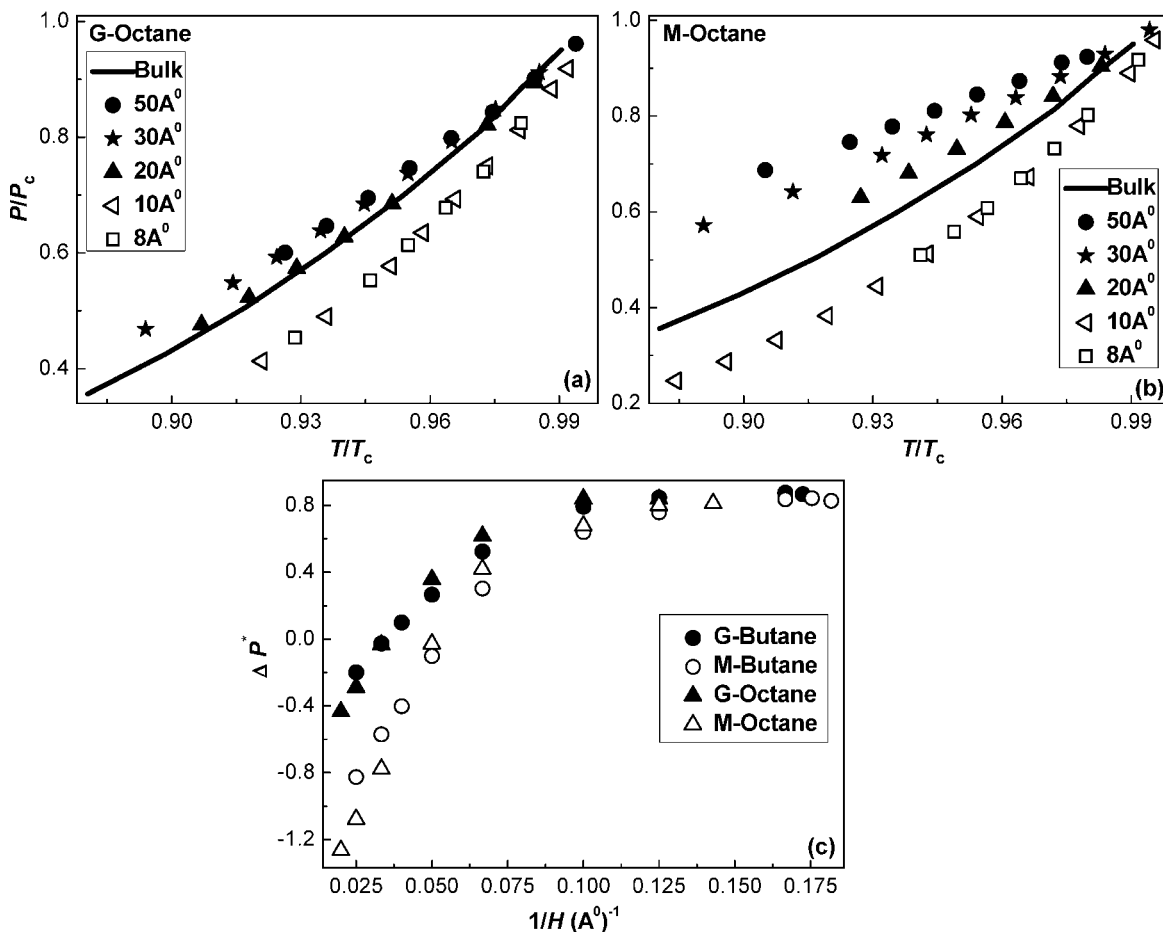 G-Octane
Bulk
50A⁰
30A⁰
20A⁰
10A⁰
8A⁰
1.0
0.8
0.6
0.4
P/Pc
0.90
0.93
0.96
0.99
T/Tc
(a)
M-Octane
1.0
0.8
0.6
0.4
0.2
Bulk
50A⁰
30A⁰
20A⁰
10A⁰
8A⁰
(b)
0.90
0.93
0.96
0.99
T/Tc
0.8
0.4
0.0
-0.4
-0.8
-1.2
Δ P*
G-Butane
M-Butane
G-Octane
M-Octane
(c)
0.025
0.050
0.075
0.100
0.125
0.150
0.175
1/H (A⁰)⁻¹